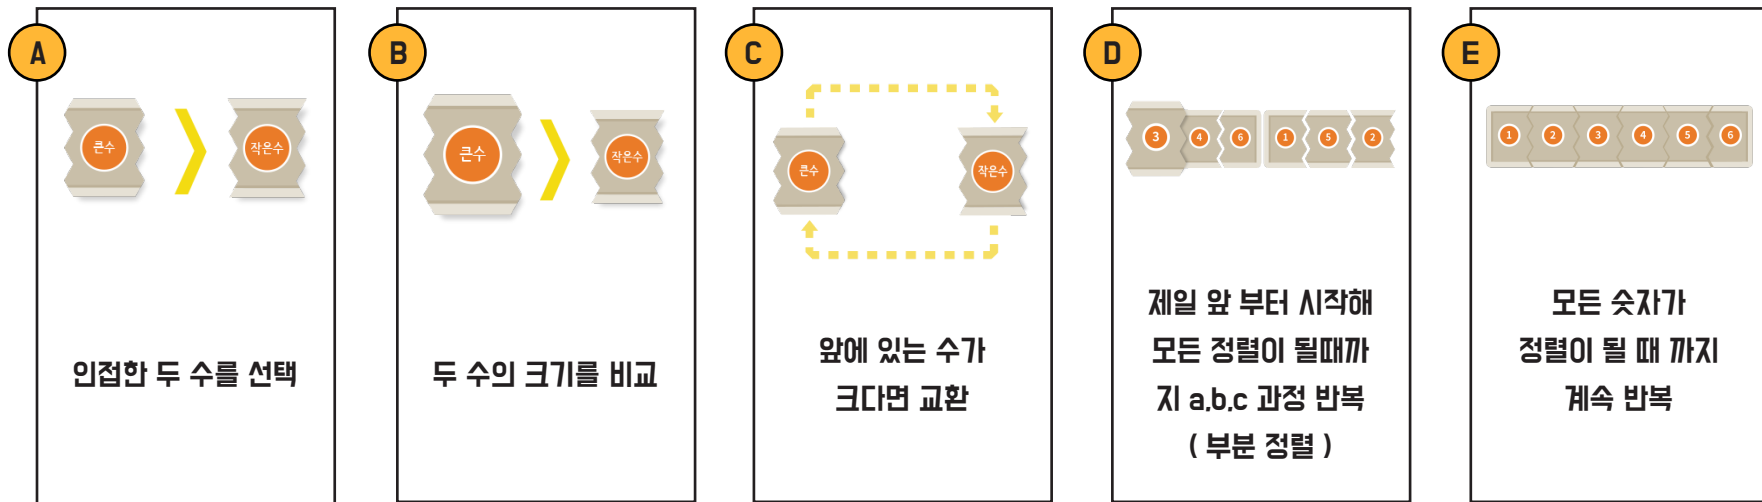 A
큰수
작은수
인접한 두 수를 선택
B
큰수
작은수
두 수의 크기를 비교
C
큰수
작은수
앞에 있는 수가
크다면 교환
D
3 4 6 1 5 2
제일 앞 부터 시작해
모든 정렬이 될때까
지 a,b,c 과정 반복
( 부분 정렬 )
E
1 2 3 4 5 6
모든 숫자가
정렬이 될 때 까지
계속 반복